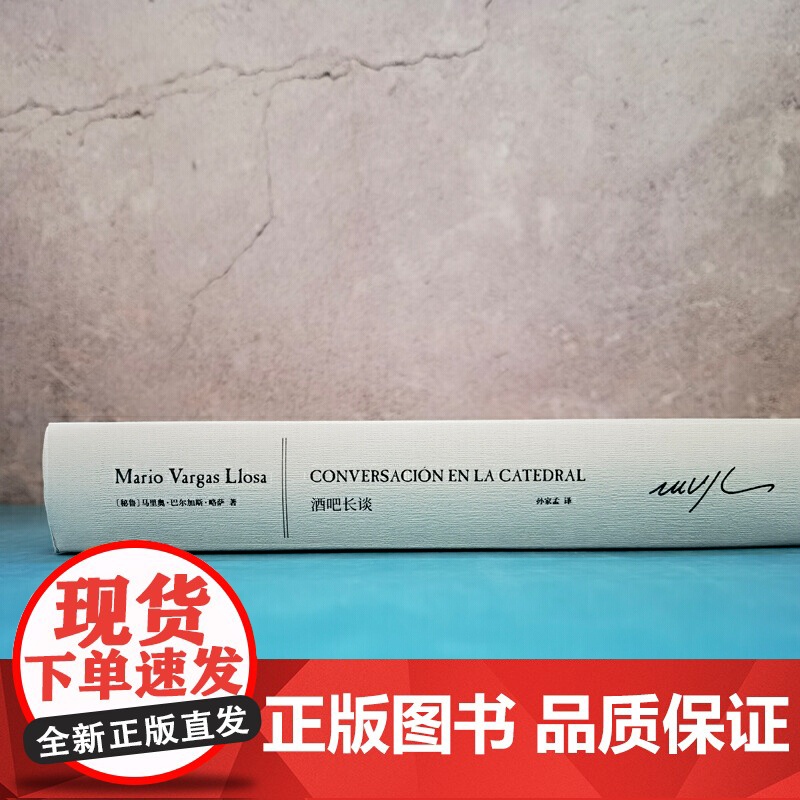 Mario Vargas Llosa
[秘鲁]马里奥·巴尔加斯·略萨 著
CONVERSACIÓN EN LA CATEDRAL
酒吧长谈
孙家孟 译
现货
下单速发
全新正版直发
正版图书 品质保证